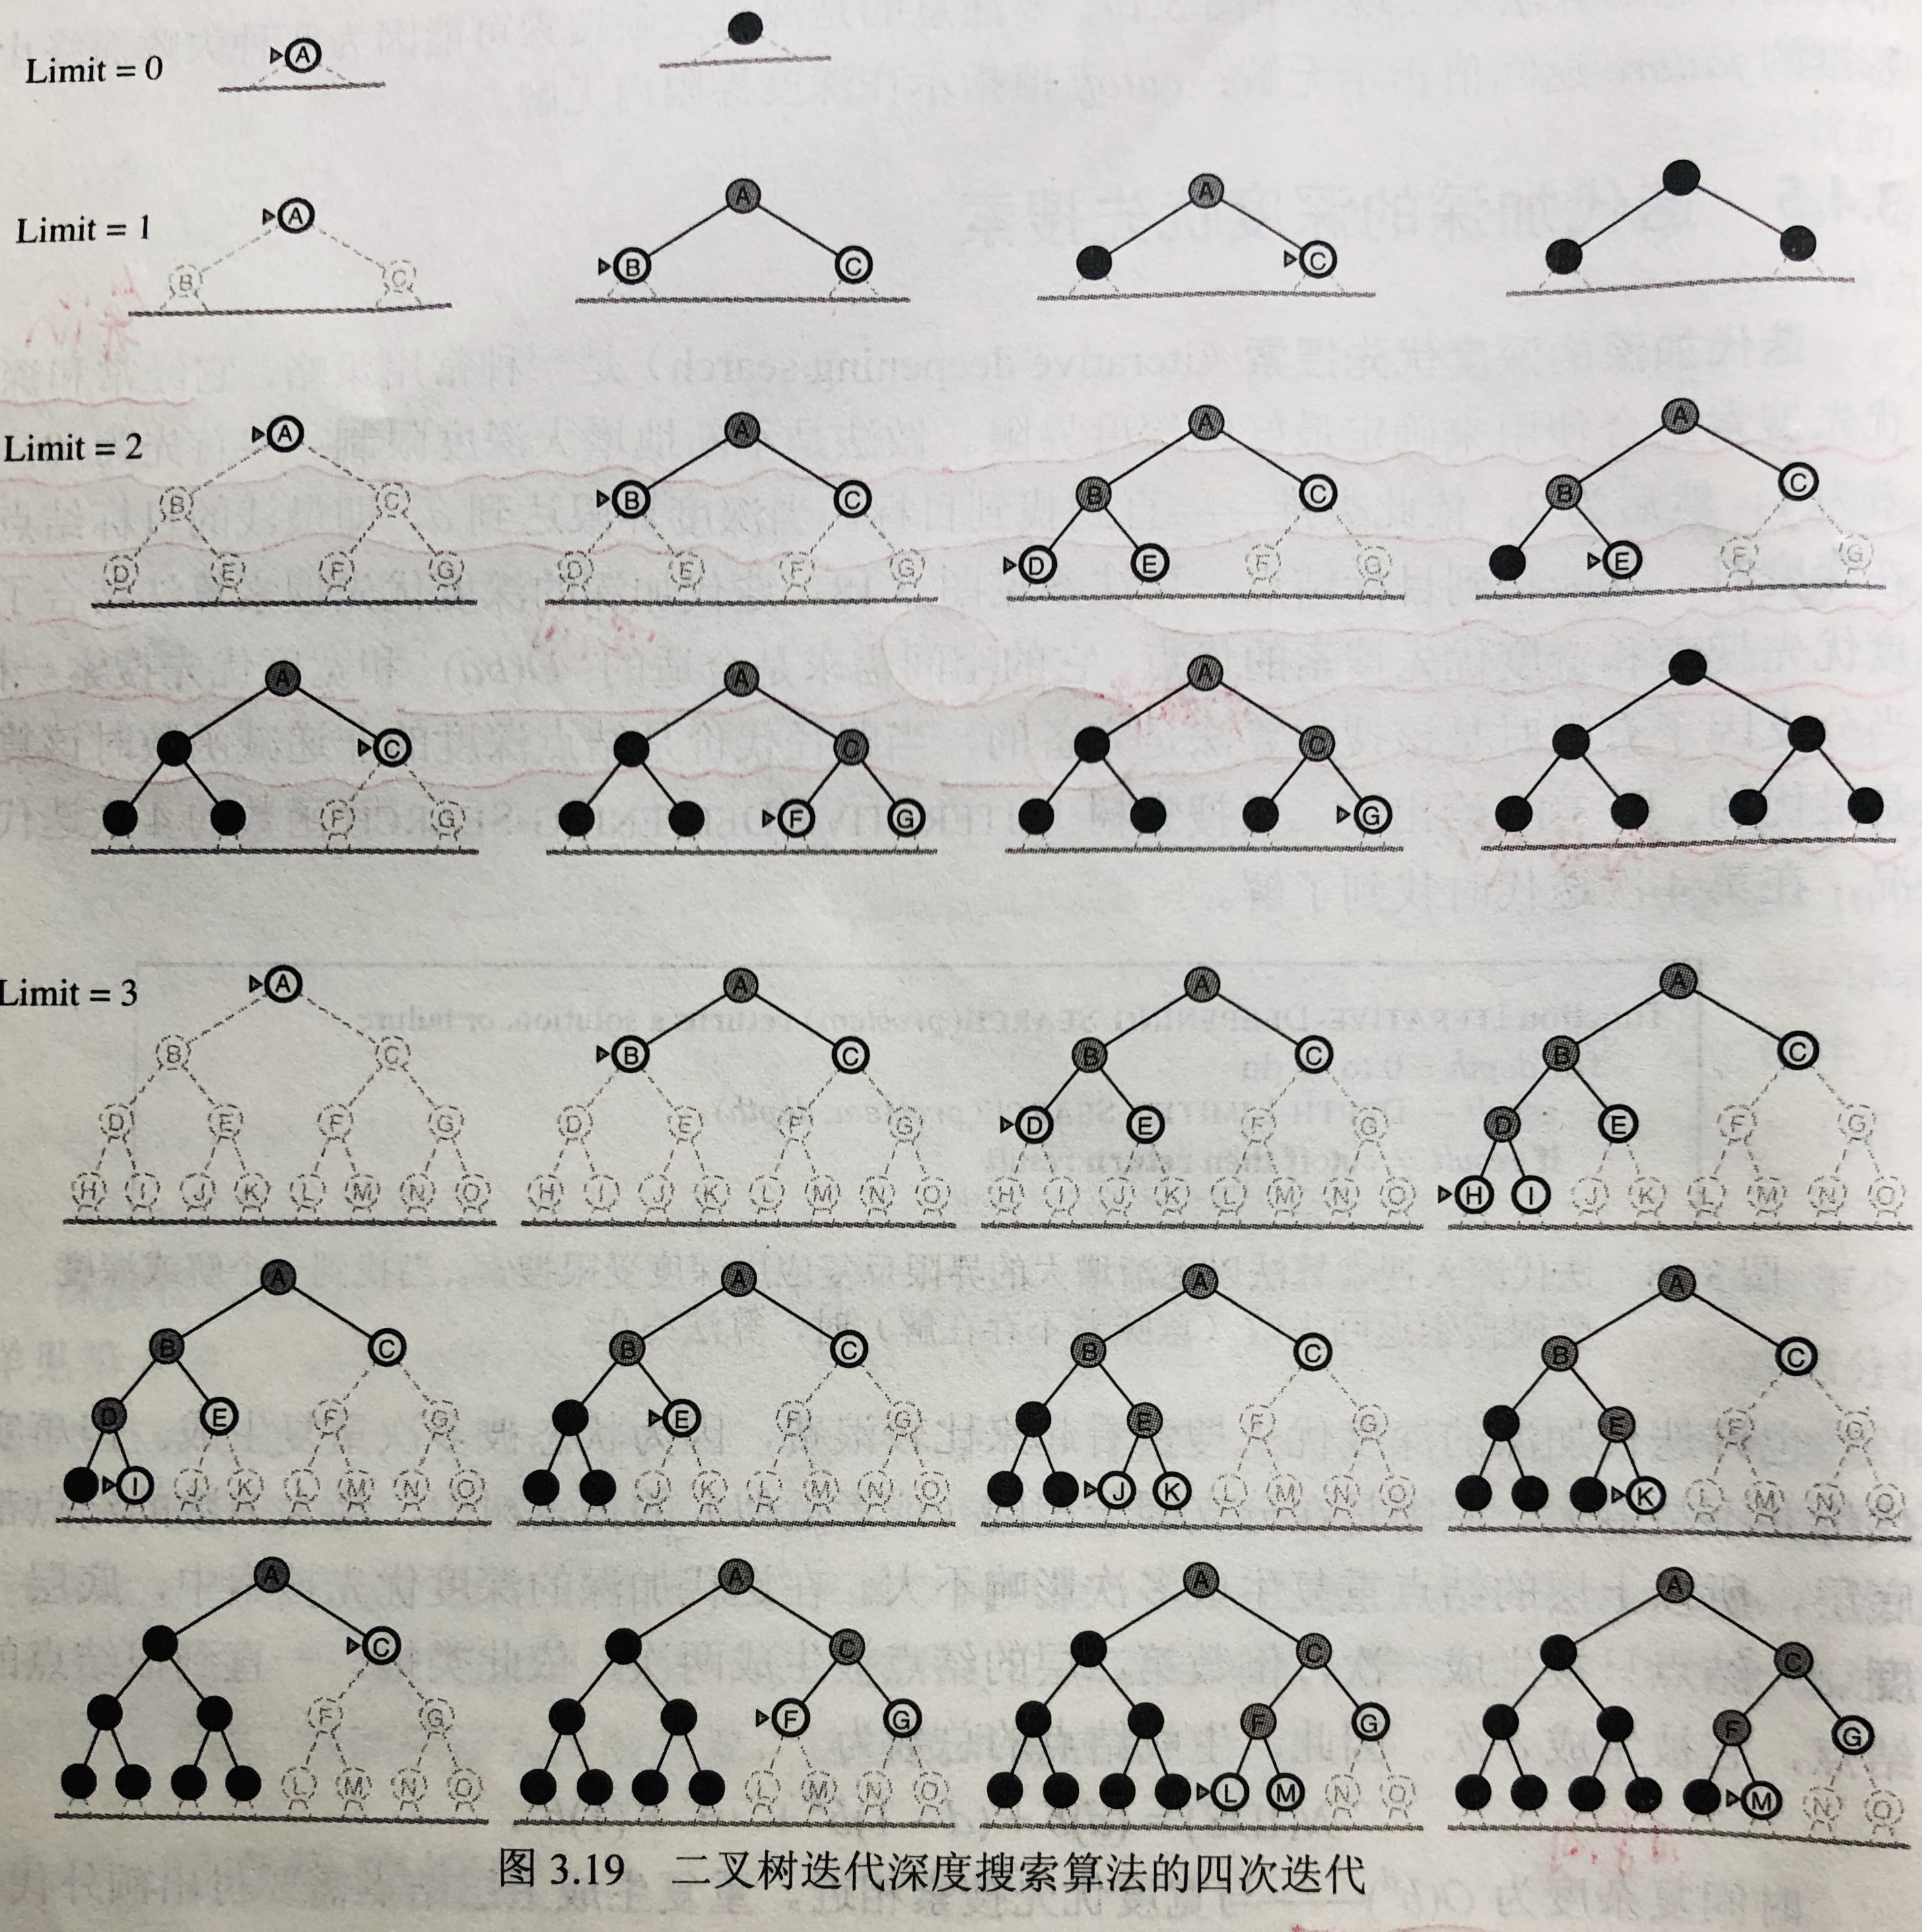 Limit = 0 A
Limit = 1 A A A
B C B C C
Limit = 2 A A A A
B C B C B C B C
D E F G D E F G D E F G E F G
A A A
C C C
F G F G G
Limit = 3 A A A A
B C B C B C B C
D E F G D E F G D E F G D E F G
H I J K L M N O H I J K L M N O H I J K L M N O H I J K L M N O
A A A A
B C B C B C B C
D E F G E F G E F G E F G
I J K L M N O J K L M N O J K L M N O K L M N O
A A A A
C C C C
F G F G F G F G
L M N O L M N O L M N O M N O
图 3.19 二叉树迭代深度搜索算法的四次迭代